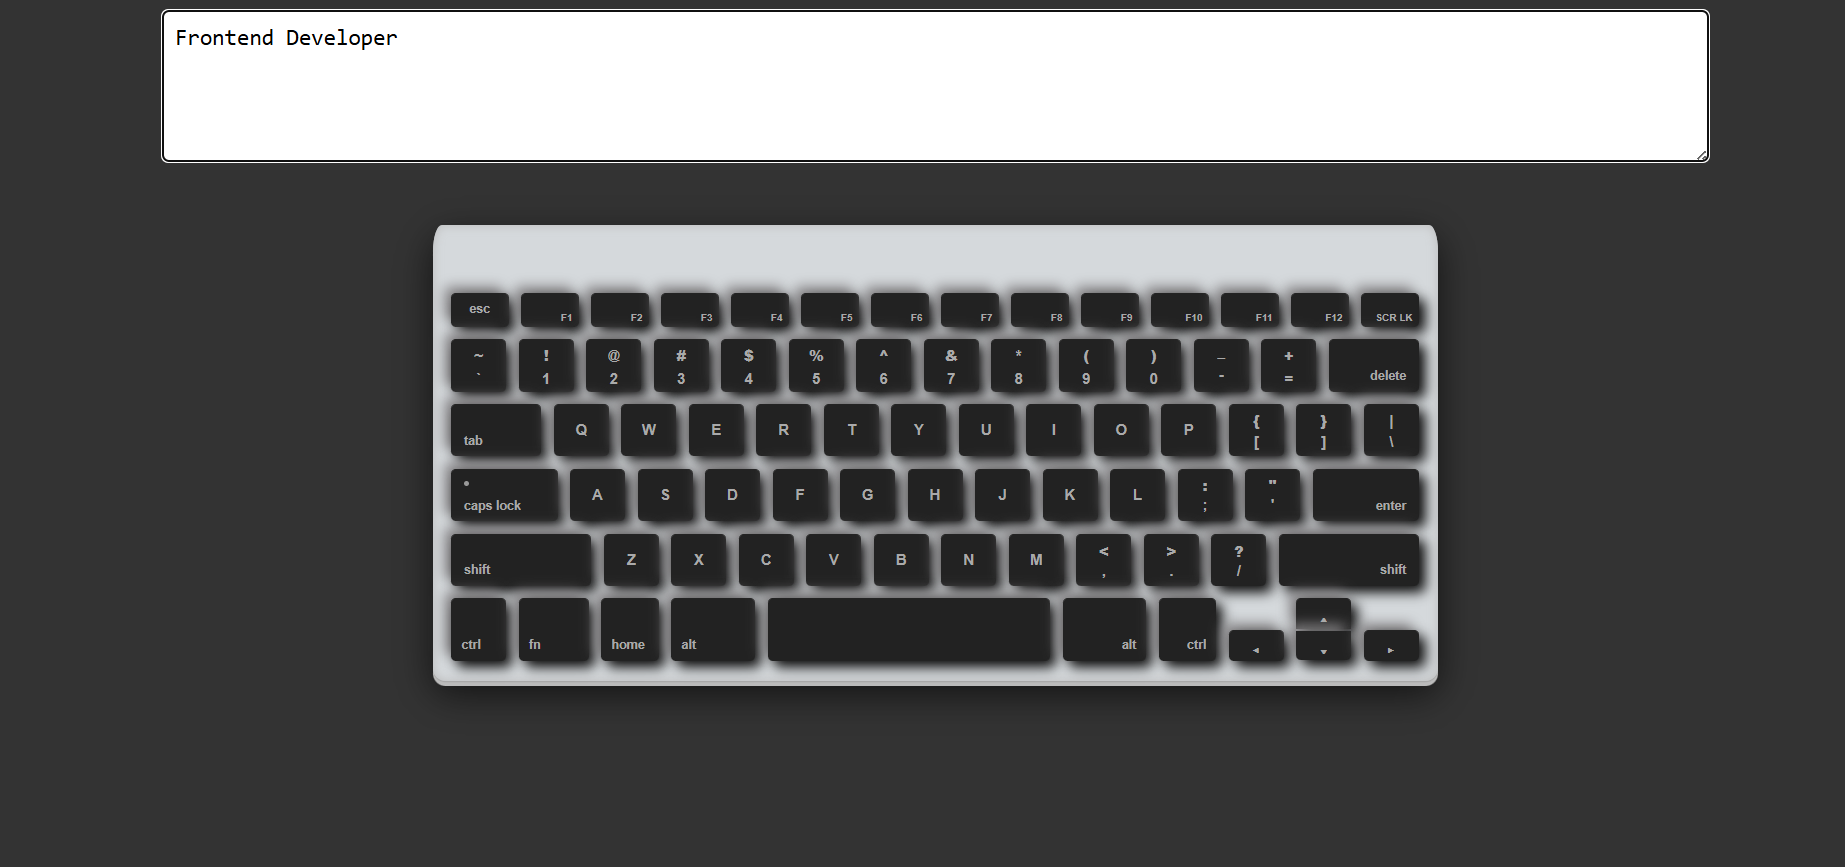 Frontend Developer
esc F1 F2 F3 F4 F5 F6 F7 F8 F9 F10 F11 F12 SCR LK
~ ! @ # $ % ^ & * ( ) _ +
` 1 2 3 4 5 6 7 8 9 0 - = delete
tab Q W E R T Y U I O P { } |
[ ] \
caps lock A S D F G H J K L : " enter
; '
shift Z X C V B N M < > ? shift
, . /
ctrl fn home alt alt ctrl ◂ ▴ ▾ ▸